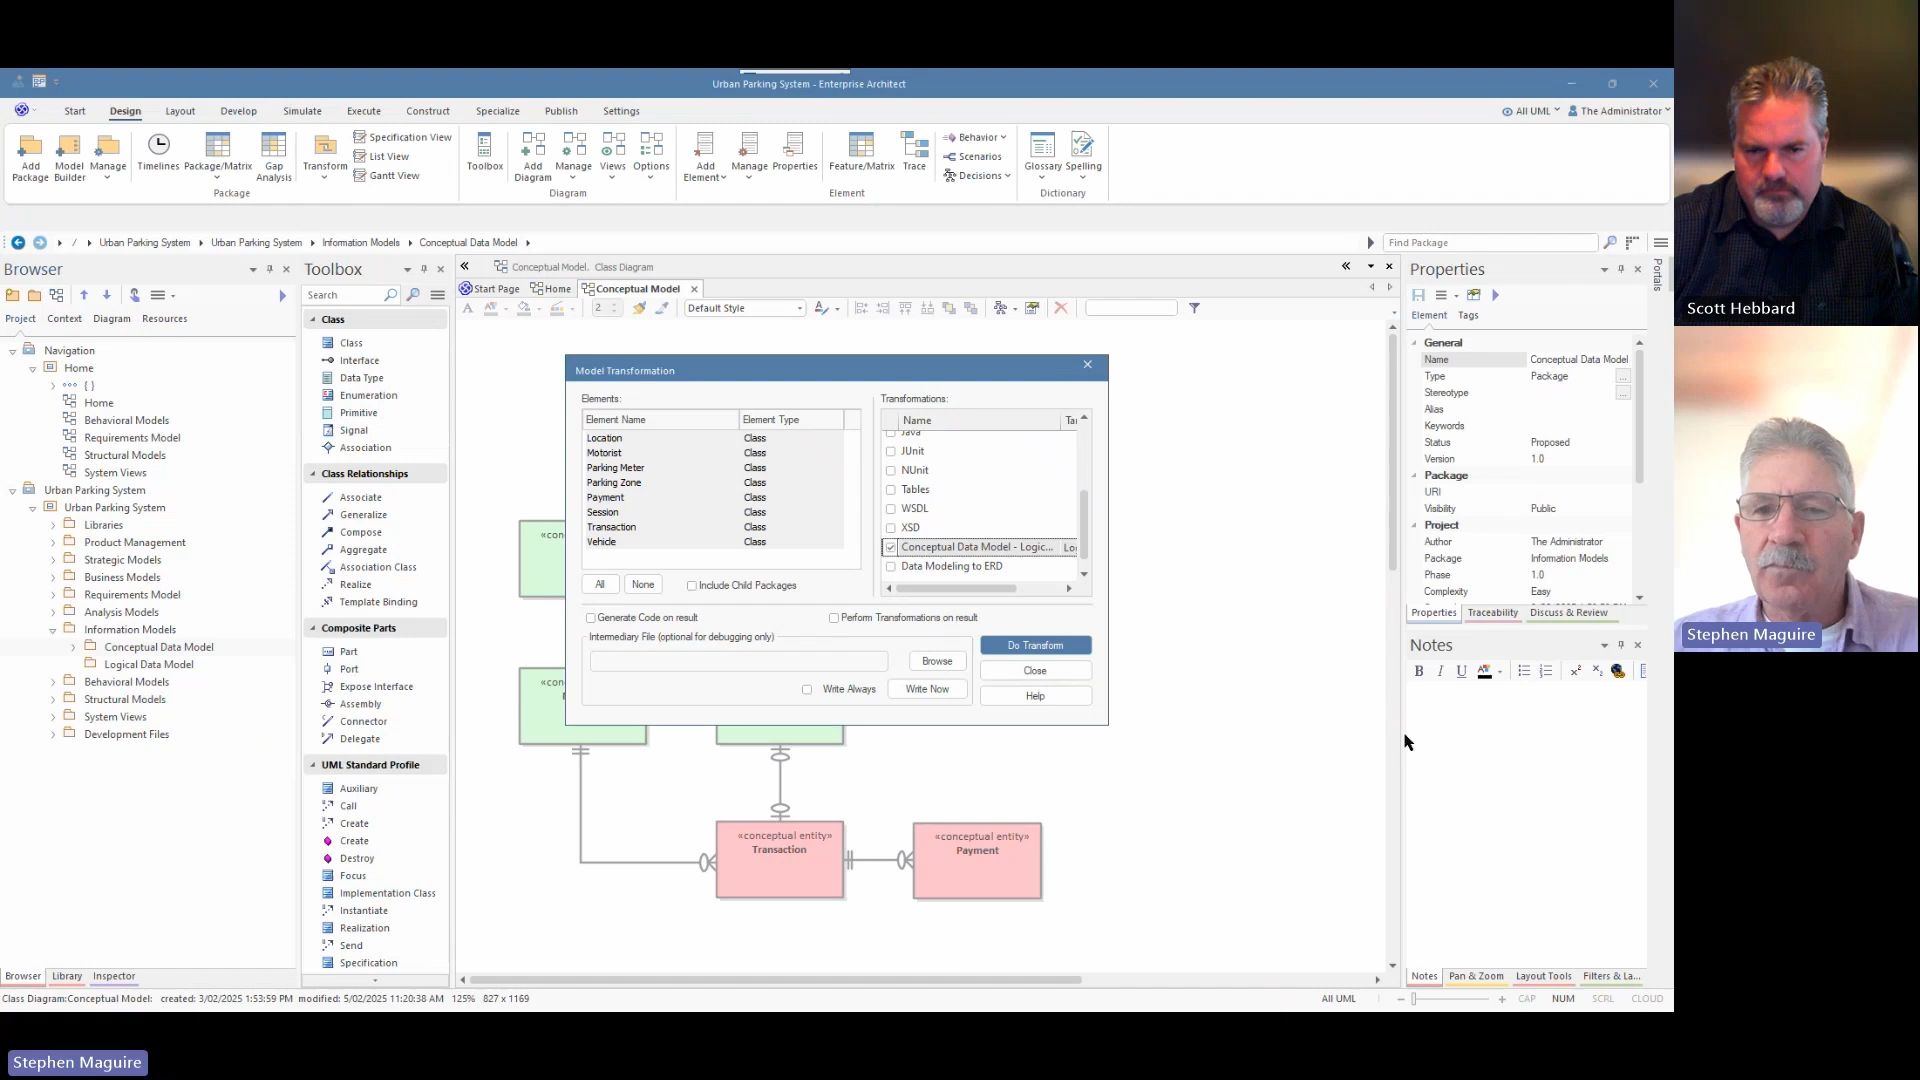 Urban Parking System - Enterprise Architect
Start Design Layout Develop Simulate Execute Construct Specialize Publish Settings
All UML The Administrator
Add Package
Model Builder
Manage
Timelines
Package/Matrix
Gap Analysis
Package
Transform
Specification View
List View
Gantt View
Toolbox
Add Diagram
Manage
Views
Options
Diagram
Add Element
Manage
Properties
Feature/Matrix
Trace
Behavior
Scenarios
Decisions
Element
Glossary
Spelling
Dictionary
/ Urban Parking System Urban Parking System Information Models Conceptual Data Model
Find Package
Browser
Project Context Diagram Resources
Navigation
Home
{ }
Home
Behavioral Models
Requirements Model
Structural Models
System Views
Urban Parking System
Urban Parking System
Libraries
Product Management
Strategic Models
Business Models
Requirements Model
Analysis Models
Information Models
Conceptual Data Model
Logical Data Model
Behavioral Models
Structural Models
System Views
Development Files
Browser Library Inspector
Toolbox
Search
Class
Class
Interface
Data Type
Enumeration
Primitive
Signal
Association
Class Relationships
Associate
Generalize
Compose
Aggregate
Association Class
Realize
Template Binding
Composite Parts
Part
Port
Expose Interface
Assembly
Connector
Delegate
UML Standard Profile
Auxiliary
Call
Create
Create
Destroy
Focus
Implementation Class
Instantiate
Realization
Send
Specification
Conceptual Model. Class Diagram
Start Page Home Conceptual Model
2
Default Style
Model Transformation
Elements:
Element Name Element Type
Location Class
Motorist Class
Parking Meter Class
Parking Zone Class
Payment Class
Session Class
Transaction Class
Vehicle Class
All None Include Child Packages
Transformations:
Name Ta
Java
JUnit
NUnit
Tables
WSDL
XSD
Conceptual Data Model - Logic... Lo
Data Modeling to ERD
Generate Code on result
Perform Transformations on result
Intermediary File (optional for debugging only)
Browse
Write Always
Write Now
Do Transform
Close
Help
«con
«con
«conceptual entity»
Transaction
«conceptual entity»
Payment
Properties
Element Tags
General
Name Conceptual Data Model
Type Package
Stereotype
Alias
Keywords
Status Proposed
Version 1.0
Package
URI
Visibility Public
Project
Author The Administrator
Package Information Models
Phase 1.0
Complexity Easy
Properties Traceability Discuss & Review
Notes
B I U A
Notes Pan & Zoom Layout Tools Filters & La...
Portals
Class Diagram:Conceptual Model: created: 3/02/2025 1:53:59 PM modified: 5/02/2025 11:20:38 AM 125% 827 x 1169
All UML CAP NUM SCRL CLOUD
Scott Hebbard
Stephen Maguire
Stephen Maguire